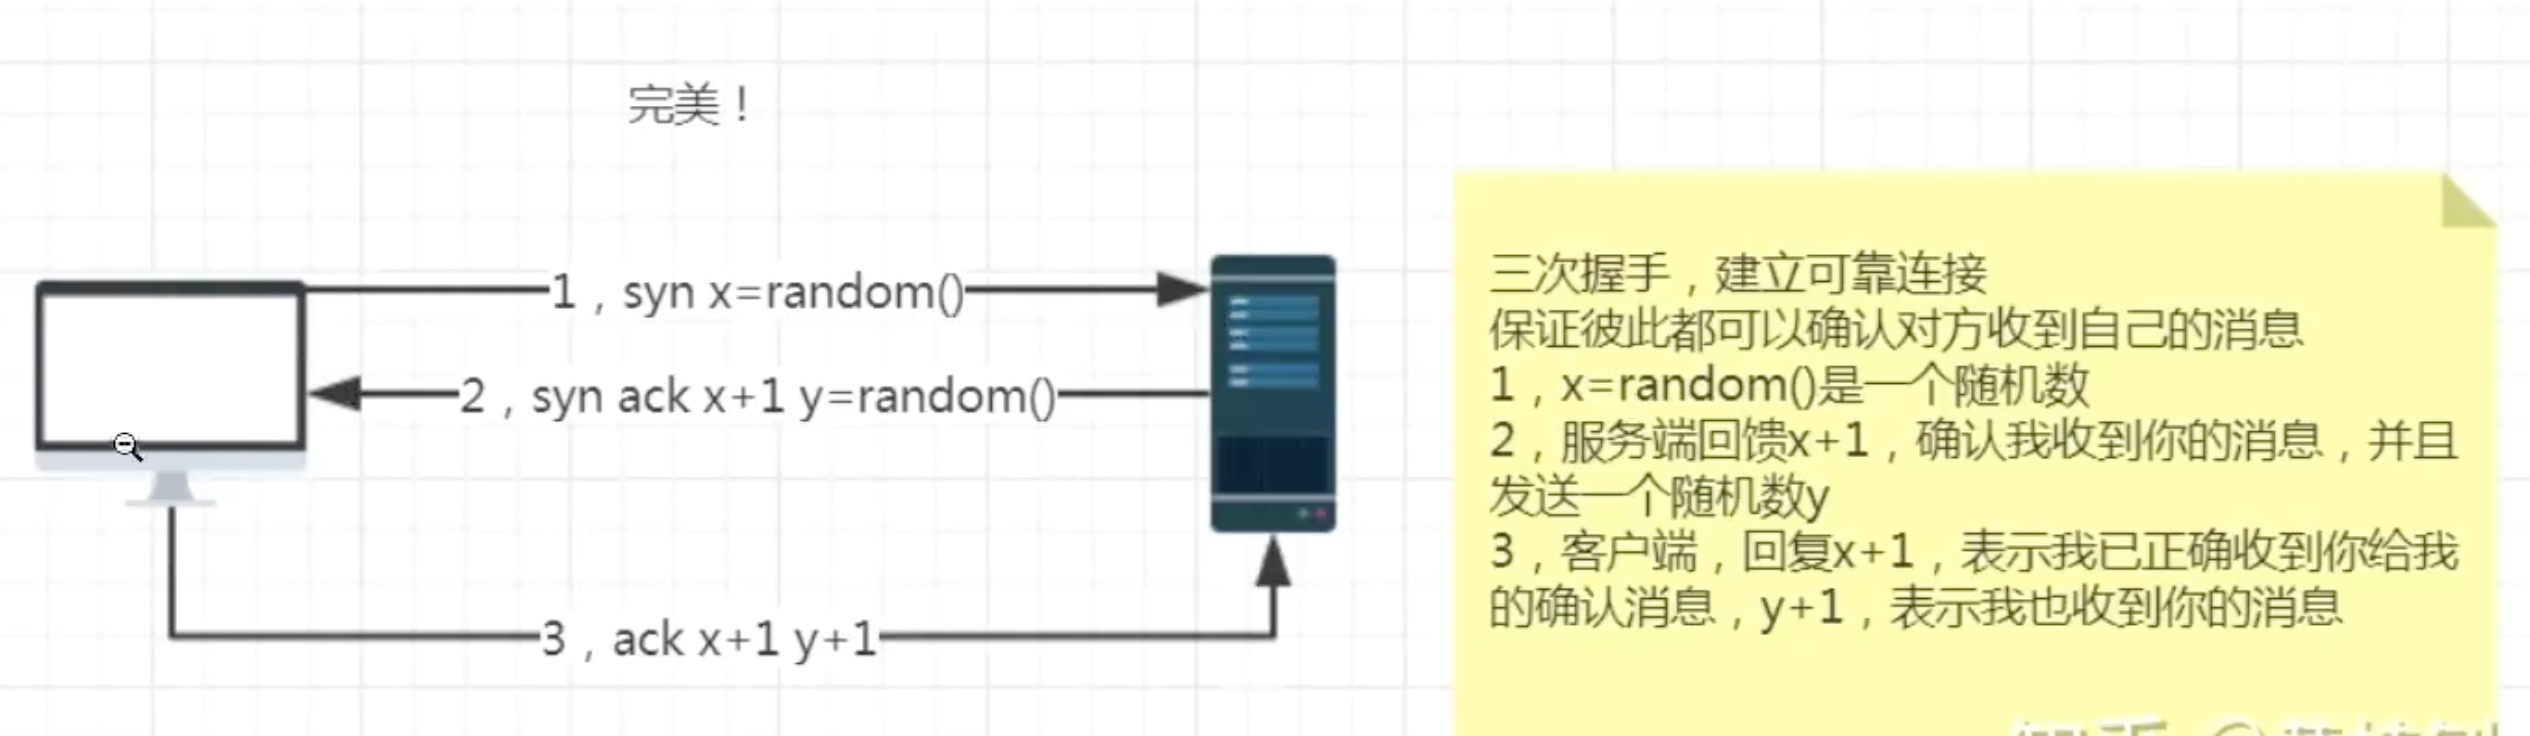 完美！
1，syn x=random()
2，syn ack x+1 y=random()
3，ack x+1 y+1
三次握手，建立可靠连接
保证彼此都可以确认对方收到自己的消息
1，x=random()是一个随机数
2，服务端回馈x+1，确认我收到你的消息，并且
发送一个随机数y
3，客户端，回复x+1，表示我已正确收到你给我
的确认消息，y+1，表示我也收到你的消息
知乎